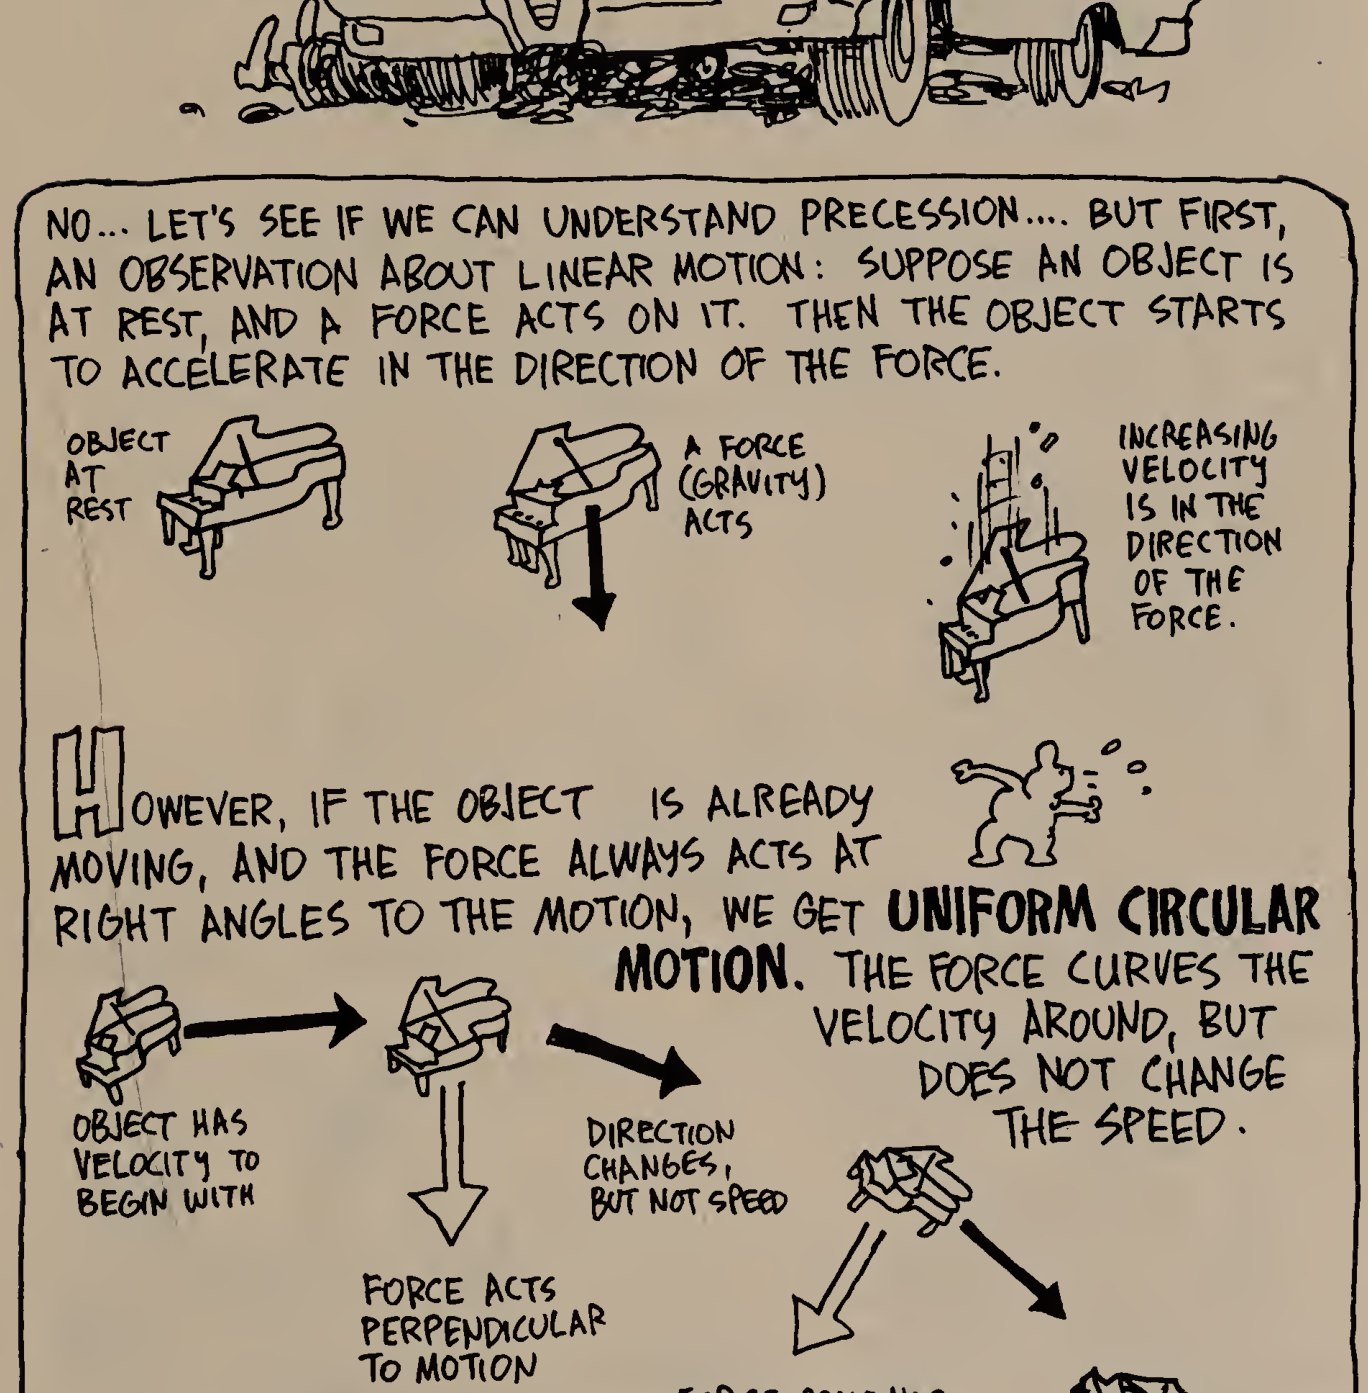 NO... LET'S SEE IF WE CAN UNDERSTAND PRECESSION.... BUT FIRST,
AN OBSERVATION ABOUT LINEAR MOTION: SUPPOSE AN OBJECT IS
AT REST, AND A FORCE ACTS ON IT. THEN THE OBJECT STARTS
TO ACCELERATE IN THE DIRECTION OF THE FORCE.
OBJECT
AT
REST
A FORCE
(GRAVITY)
ACTS
INCREASING
VELOCITY
IS IN THE
DIRECTION
OF THE
FORCE.
HOWEVER, IF THE OBJECT IS ALREADY
MOVING, AND THE FORCE ALWAYS ACTS AT
RIGHT ANGLES TO THE MOTION, WE GET UNIFORM CIRCULAR
MOTION. THE FORCE CURVES THE
VELOCITY AROUND, BUT
DOES NOT CHANGE
THE SPEED.
OBJECT HAS
VELOCITY TO
BEGIN WITH
FORCE ACTS
PERPENDICULAR
TO MOTION
DIRECTION
CHANGES,
BUT NOT SPEED